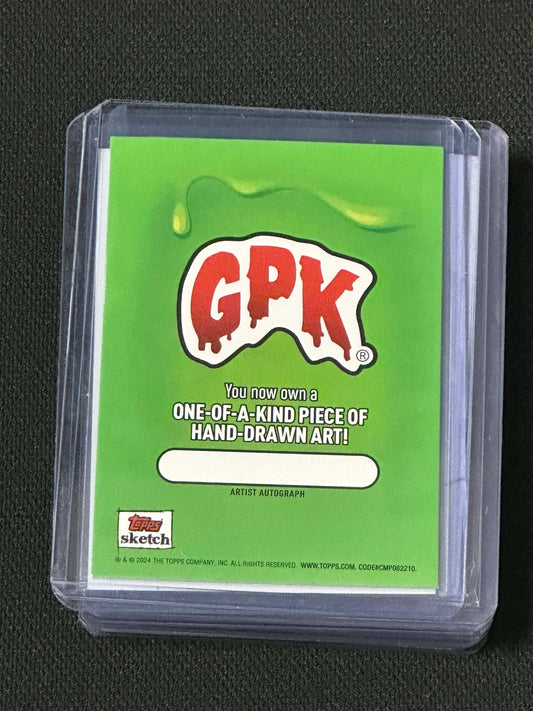 GPK®
You now own a
ONE-OF-A-KIND PIECE OF
HAND-DRAWN ART!
ARTIST AUTOGRAPH
topps
sketch
® & © 2024 THE TOPPS COMPANY, INC. ALL RIGHTS RESERVED. WWW.TOPPS.COM. CODE#CMP082210.